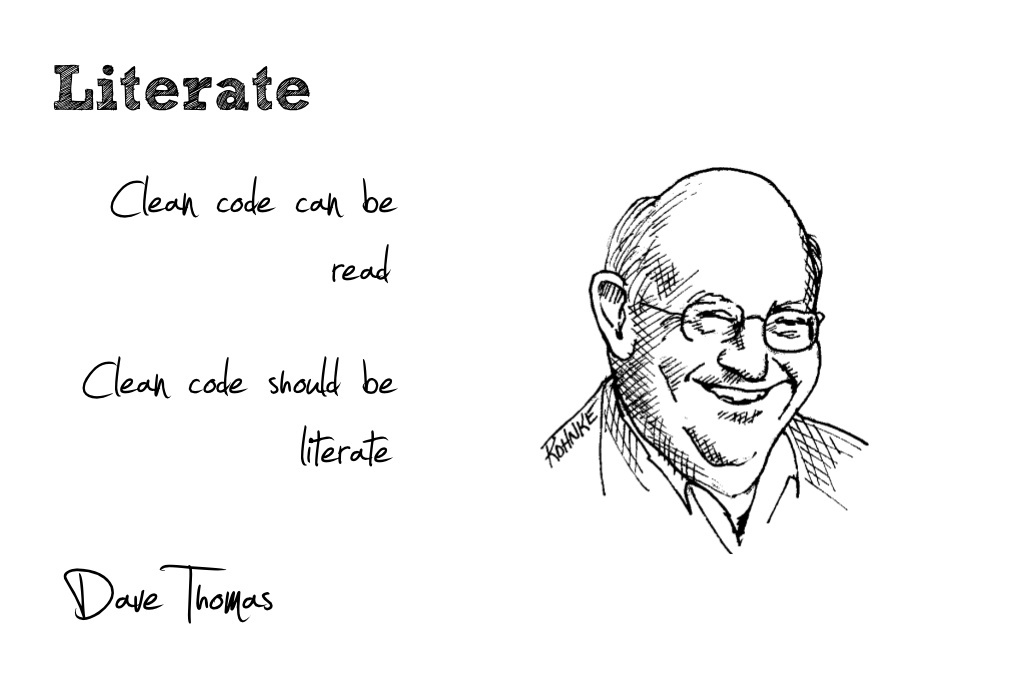 Literate
Clean code can be
read
Clean code should be
literate
Dave Thomas
ROHNKE